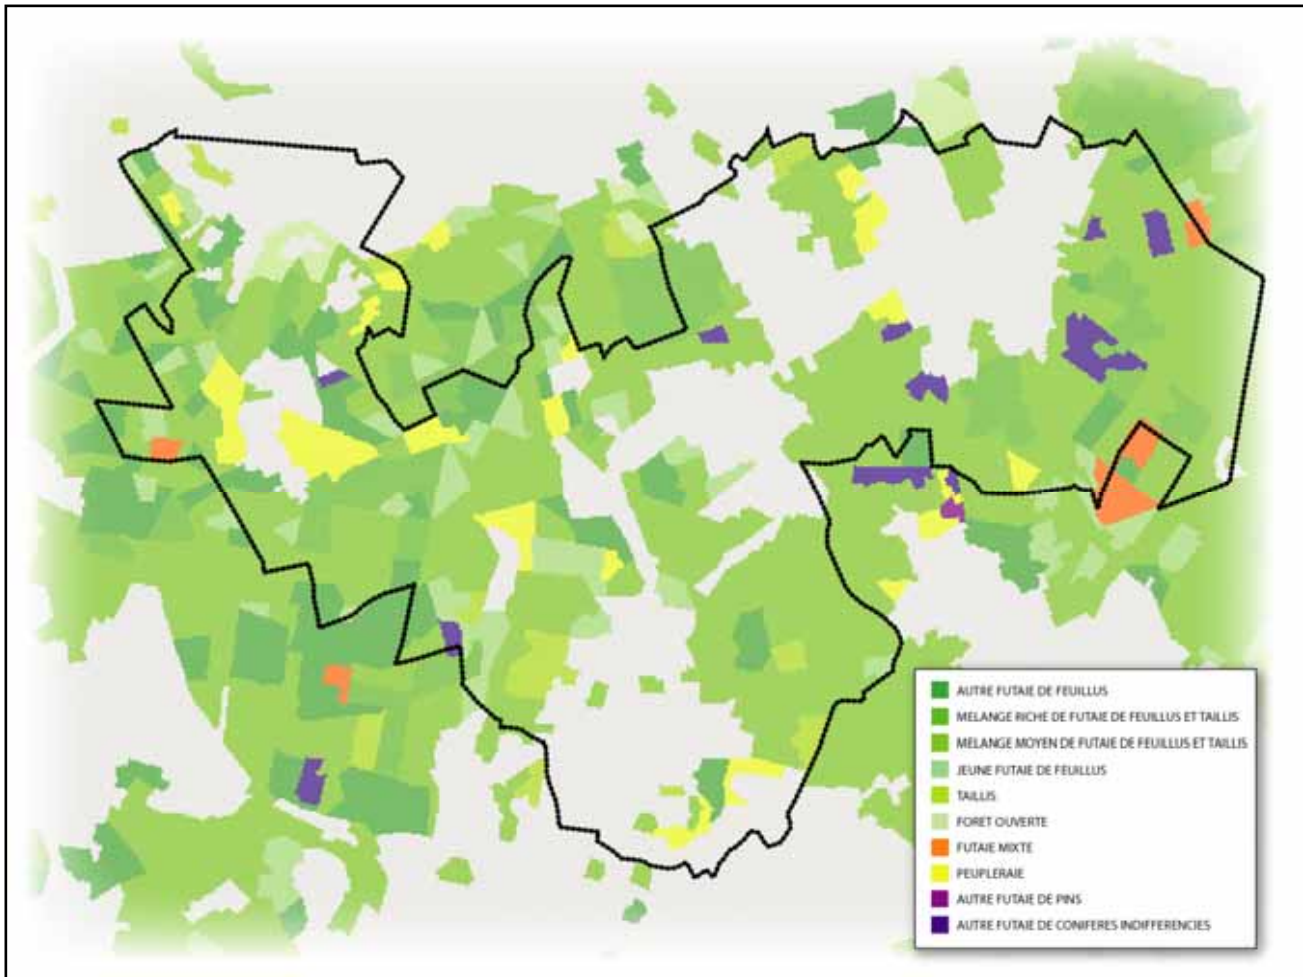 AUTRE FUTAIE DE FEUILLUS
MELANGE RICHE DE FUTAIE DE FEUILLUS ET TAILLIS
MELANGE MOYEN DE FUTAIE DE FEUILLUS ET TAILLIS
JEUNE FUTAIE DE FEUILLUS
TAILLIS
FORET OUVERTE
FUTAIE MIXTE
PEUPLERAIE
AUTRE FUTAIE DE PINS
AUTRE FUTAIE DE CONIFERES INDIFFERENCIES